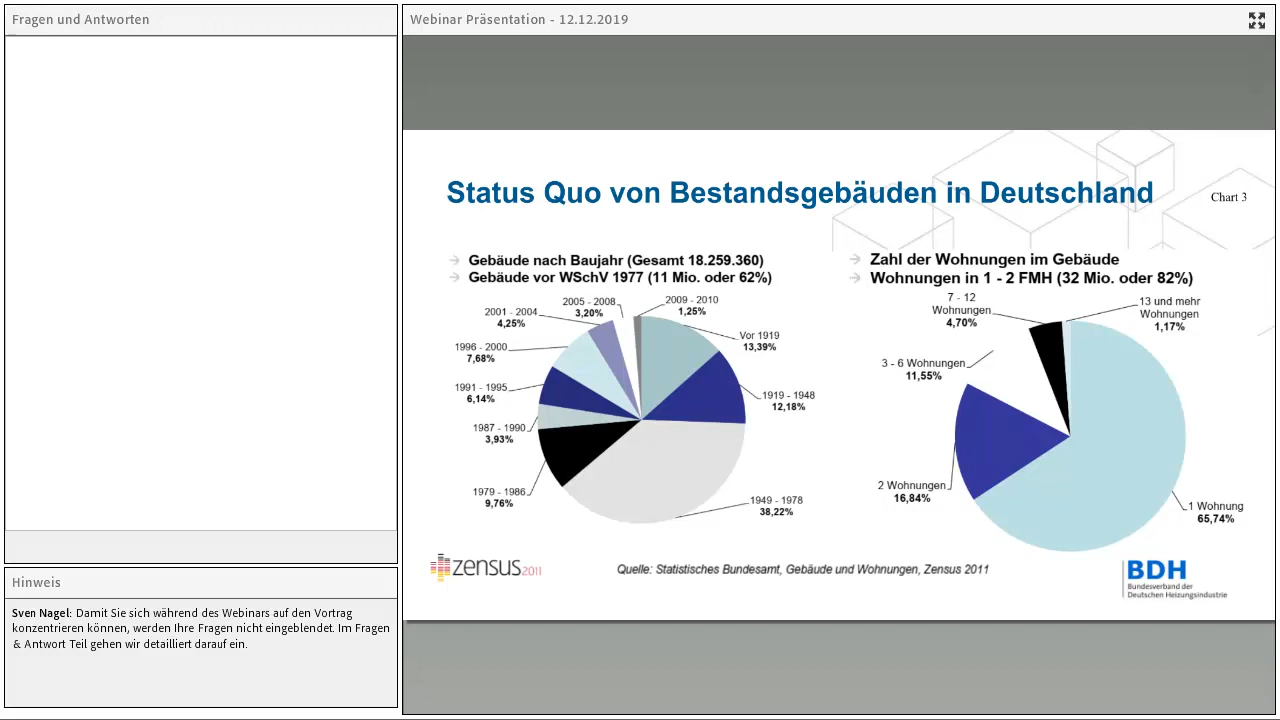 Fragen und Antworten
Webinar Präsentation - 12.12.2019
Status Quo von Bestandsgebäuden in Deutschland
Chart 3
Gebäude nach Baujahr (Gesamt 18.259.360)
Gebäude vor WSchV 1977 (11 Mio. oder 62%)
2005 - 2008
3,20%
2009 - 2010
1,25%
2001 - 2004
4,25%
Vor 1919
13,39%
1996 - 2000
7,68%
1991 - 1995
6,14%
1919 - 1948
12,18%
1987 - 1990
3,93%
1979 - 1986
9,76%
1949 - 1978
38,22%
Zahl der Wohnungen im Gebäude
Wohnungen in 1 - 2 FMH (32 Mio. oder 82%)
7 - 12
Wohnungen
4,70%
13 und mehr
Wohnungen
1,17%
3 - 6 Wohnungen
11,55%
2 Wohnungen
16,84%
1 Wohnung
65,74%
zensus2011
Quelle: Statistisches Bundesamt, Gebäude und Wohnungen, Zensus 2011
BDH
Bundesverband der
Deutschen Heizungsindustrie
Hinweis
Sven Nagel: Damit Sie sich während des Webinars auf den Vortrag
konzentrieren können, werden Ihre Fragen nicht eingeblendet. Im Fragen
& Antwort Teil gehen wir detailliert darauf ein.